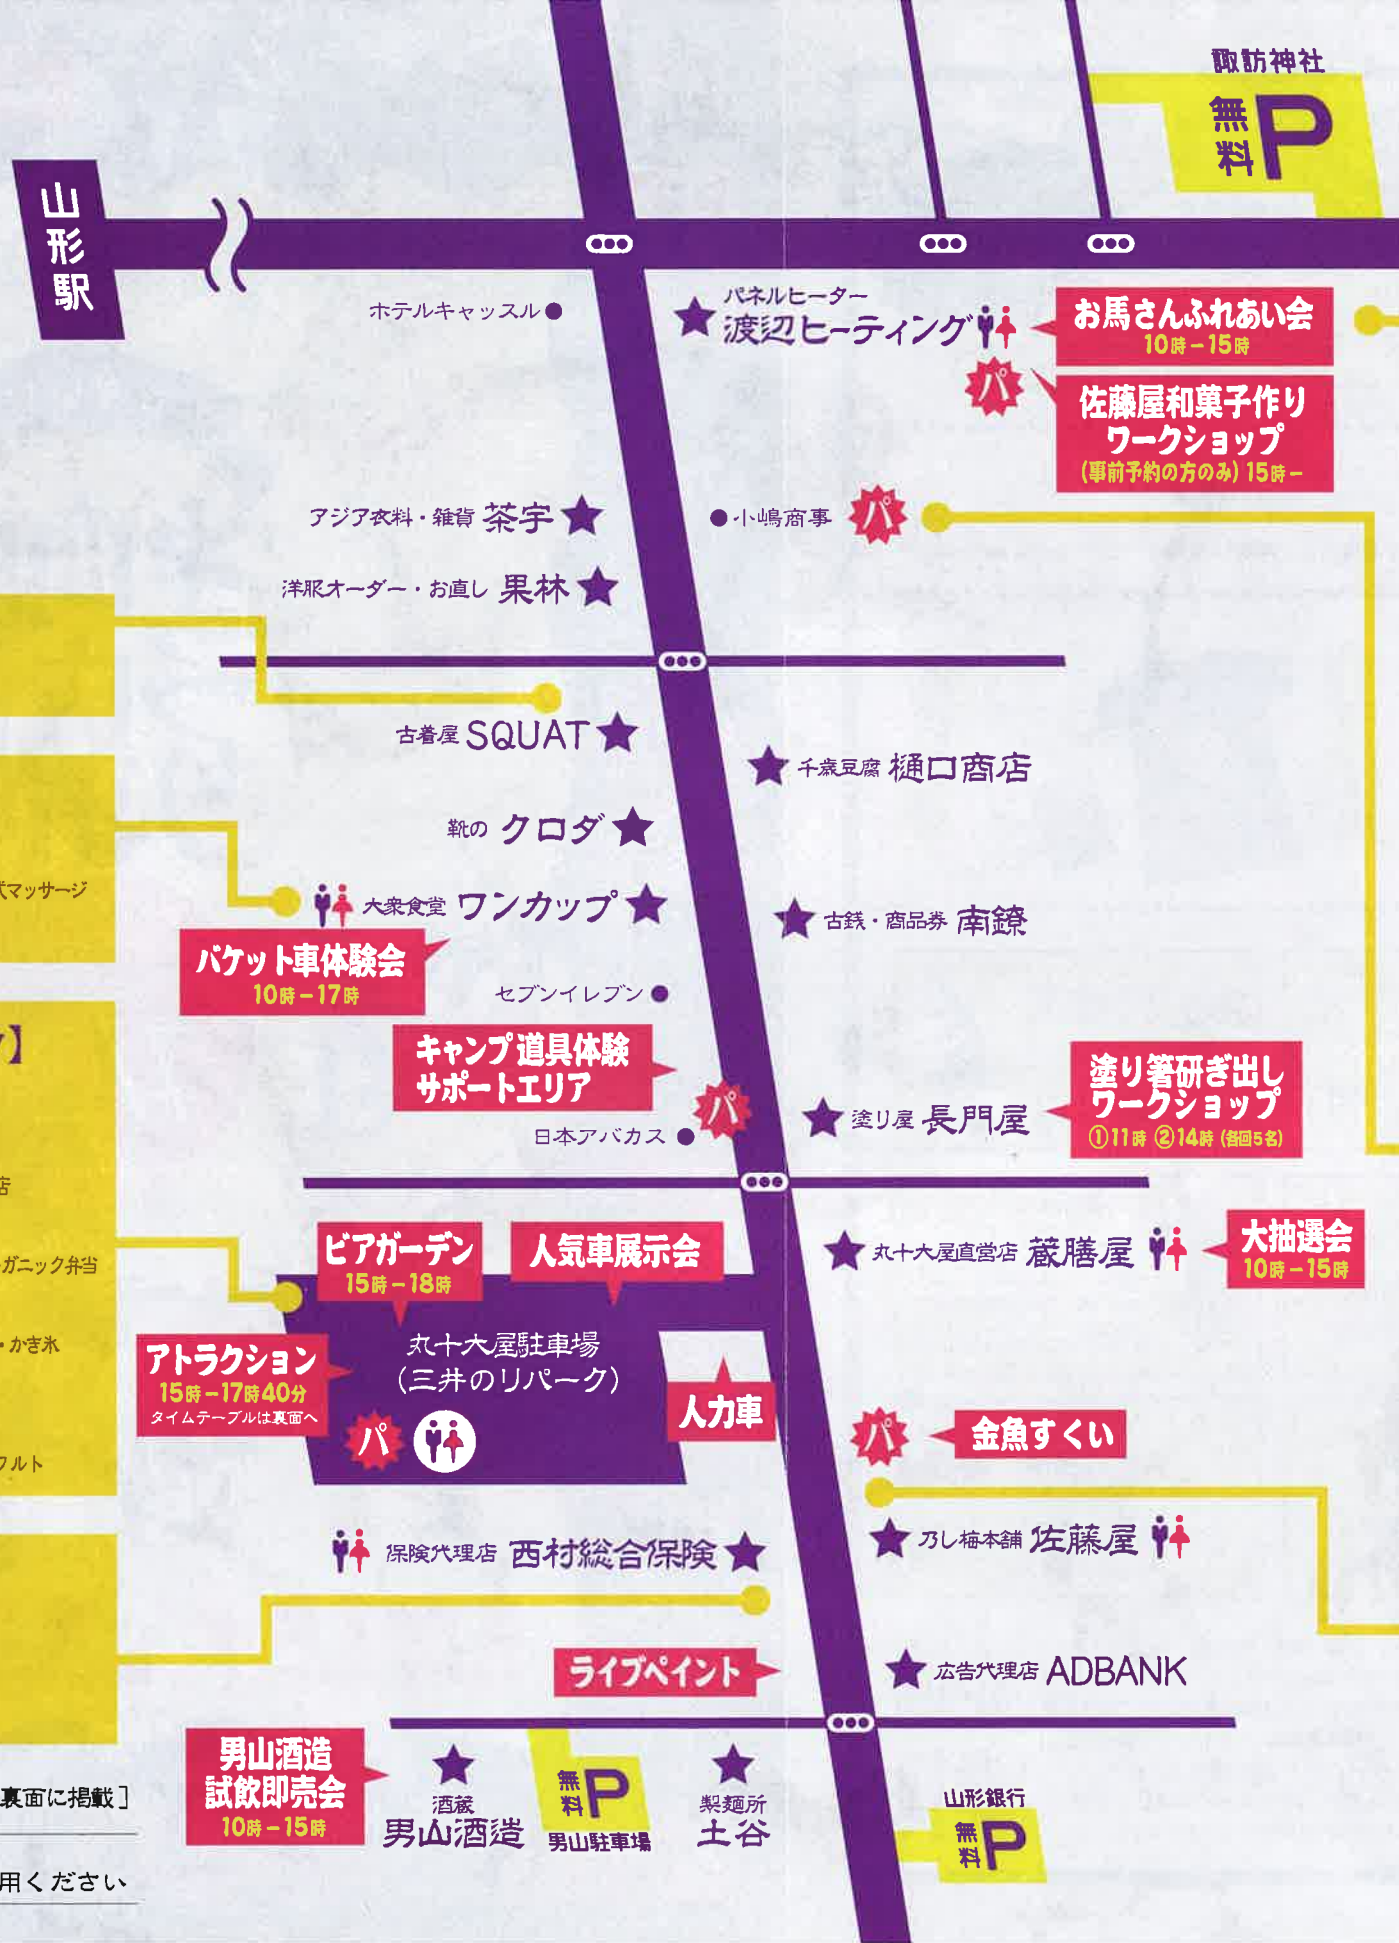 諏訪神社
無料
P
山形駅
ホテルキャッスル
パネルヒーター
渡辺ヒーティング
お馬さんふれあい会
10時－15時
パ
佐藤屋和菓子作り
ワークショップ
(事前予約の方のみ) 15時－
アジア衣料・雑貨 茶宇
小嶋商事
パ
洋服オーダー・お直し 果林
古着屋 SQUAT
千歳豆腐 樋口商店
靴の クロダ
式マッサージ
大衆食堂 ワンカップ
古銭・商品券 南鐐
バケット車体験会
10時－17時
セブンイレブン
】
キャンプ道具体験
サポートエリア
パ
日本アバカス
塗り屋 長門屋
塗り箸研ぎ出し
ワークショップ
①11時 ②14時 (各回5名)
店
ガニック弁当
・かき氷
フルト
ビアガーデン
15時－18時
人気車展示会
丸十大屋直営店 蔵膳屋
大抽選会
10時－15時
アトラクション
15時－17時40分
タイムテーブルは裏面へ
丸十大屋駐車場
(三井のリパーク)
パ
人力車
パ
金魚すくい
保険代理店 西村総合保険
乃し梅本舗 佐藤屋
ライブペイント
広告代理店 ADBANK
男山酒造
試飲即売会
10時－15時
酒蔵
男山酒造
無料
P
男山駐車場
製麺所
土谷
山形銀行
無料
P
裏面に掲載］
用ください